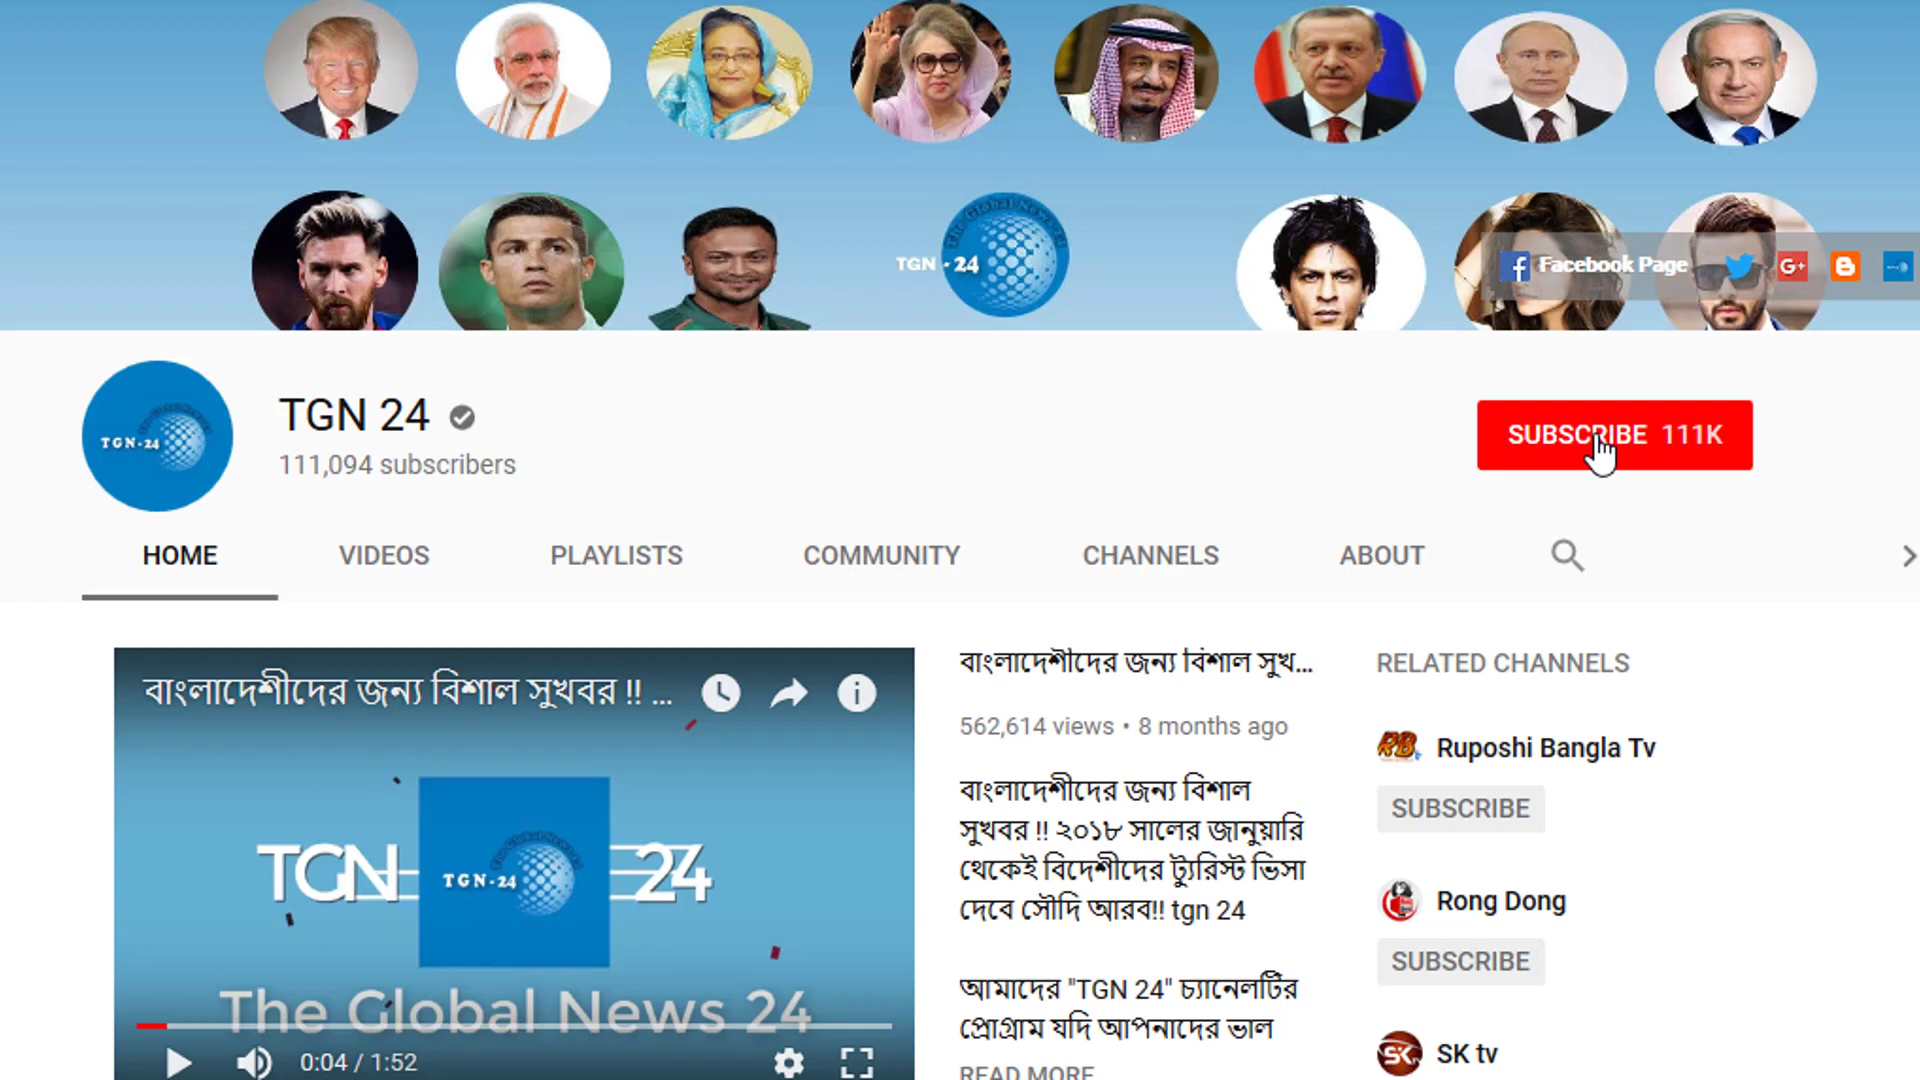 The Global News
TGN - 24
Facebook Page
TGN-24
TGN 24
111,094 subscribers
SUBSCRIBE 111K
HOME VIDEOS PLAYLISTS COMMUNITY CHANNELS ABOUT
বাংলাদেশীদের জন্য বিশাল সুখবর !! ...
TGN 24
TGN-24
The Global News 24
0:04 / 1:52
বাংলাদেশীদের জন্য বিশাল সুখ...
562,614 views • 8 months ago
বাংলাদেশীদের জন্য বিশাল
সুখবর !! ২০১৮ সালের জানুয়ারি
থেকেই বিদেশীদের ট্যুরিস্ট ভিসা
দেবে সৌদি আরব!! tgn 24
আমাদের "TGN 24" চ্যানেলটির
প্রোগ্রাম যদি আপনাদের ভাল
READ MORE
RELATED CHANNELS
Ruposhi Bangla Tv
SUBSCRIBE
Rong Dong
SUBSCRIBE
SK tv